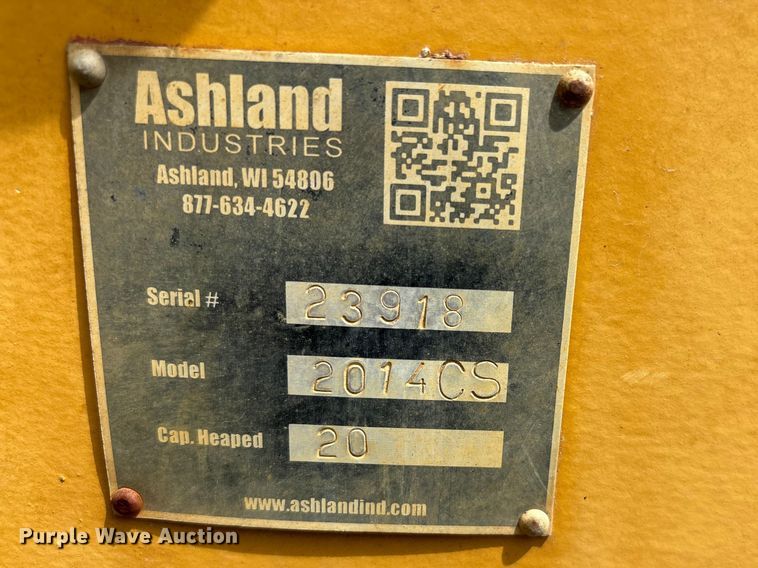 Ashland
INDUSTRIES
Ashland, WI 54806
877-634-4622
Serial # 23918
Model 2014CS
Cap. Heaped 20
www.ashlandind.com
Purple Wave Auction